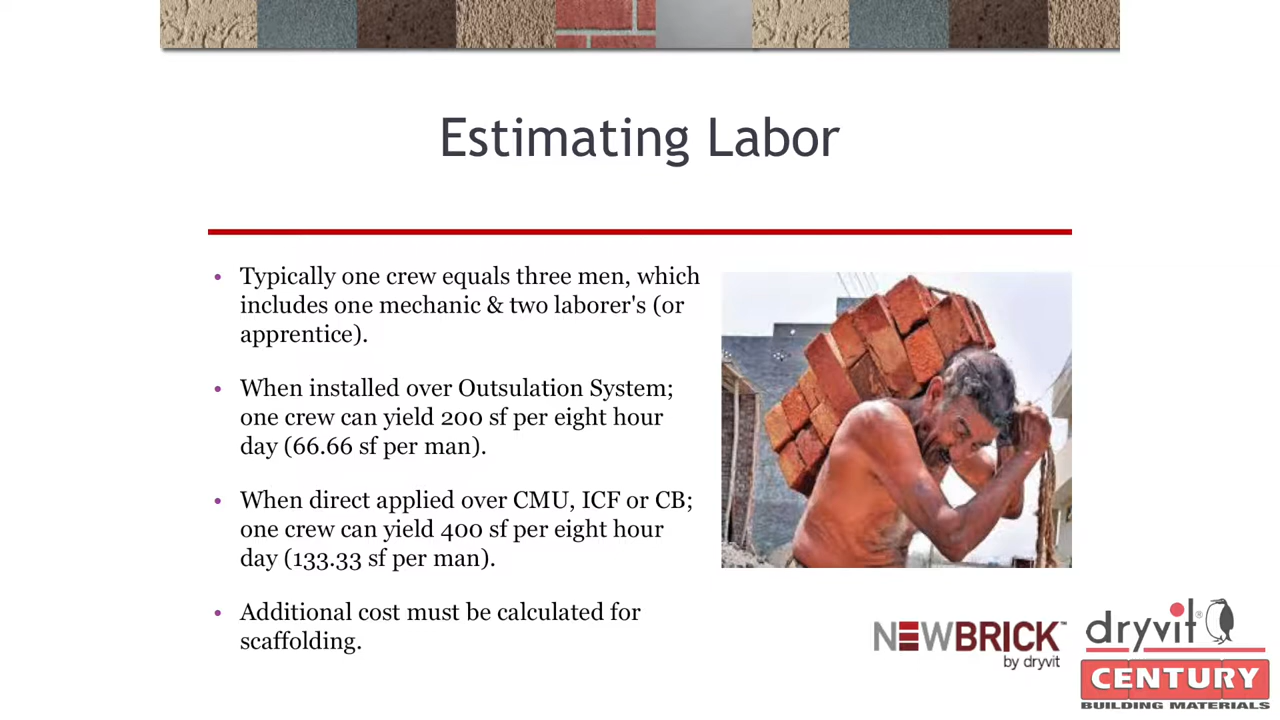 Estimating Labor
• Typically one crew equals three men, which
includes one mechanic & two laborer's (or
apprentice).
• When installed over Outsulation System;
one crew can yield 200 sf per eight hour
day (66.66 sf per man).
• When direct applied over CMU, ICF or CB;
one crew can yield 400 sf per eight hour
day (133.33 sf per man).
• Additional cost must be calculated for
scaffolding.
NEWBRICK™
by dryvit
dryvit®
CENTURY
BUILDING MATERIALS